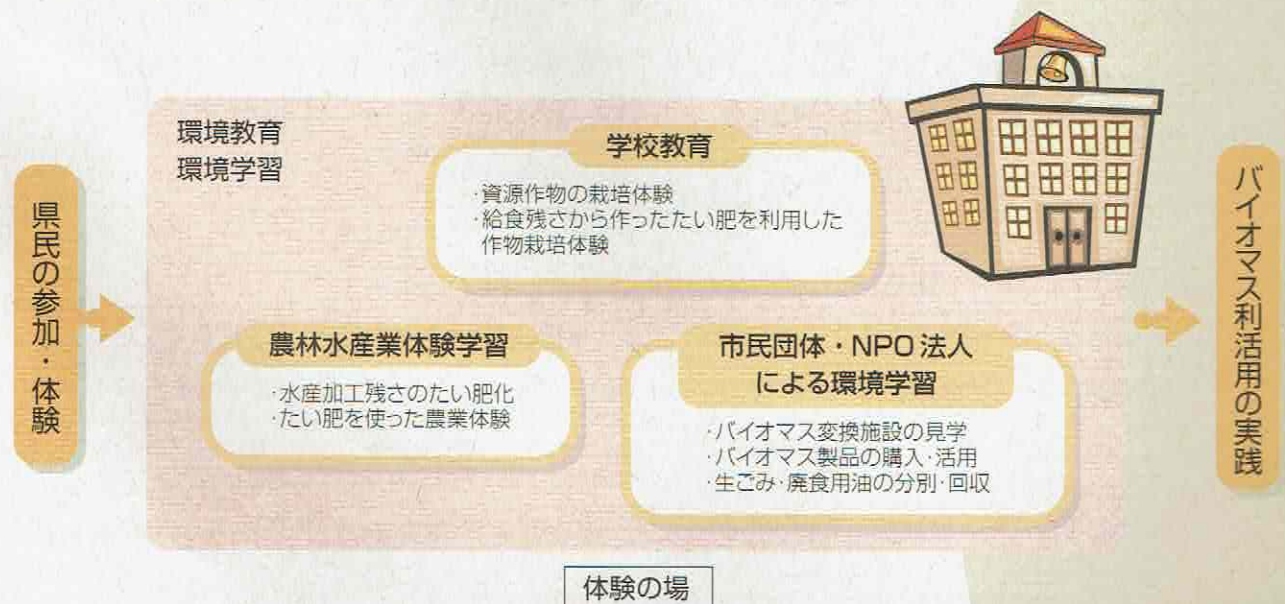 県民の参加・体験
環境教育
環境学習
学校教育
・資源作物の栽培体験
・給食残さから作ったたい肥を利用した
作物栽培体験
農林水産業体験学習
・水産加工残さのたい肥化
・たい肥を使った農業体験
市民団体・NPO法人
による環境学習
・バイオマス変換施設の見学
・バイオマス製品の購入・活用
・生ごみ・廃食用油の分別・回収
バイオマス利活用の実践
体験の場